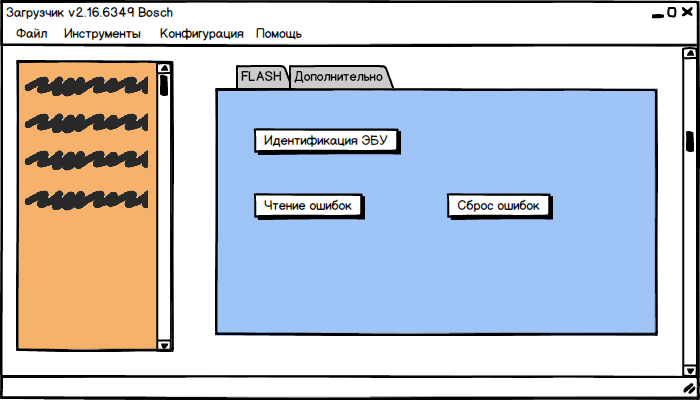 Загрузчик v2.16.6349 Bosch
Файл Инструменты Конфигурация Помощь
FLASH Дополнительно
Идентификация ЭБУ
Чтение ошибок Сброс ошибок